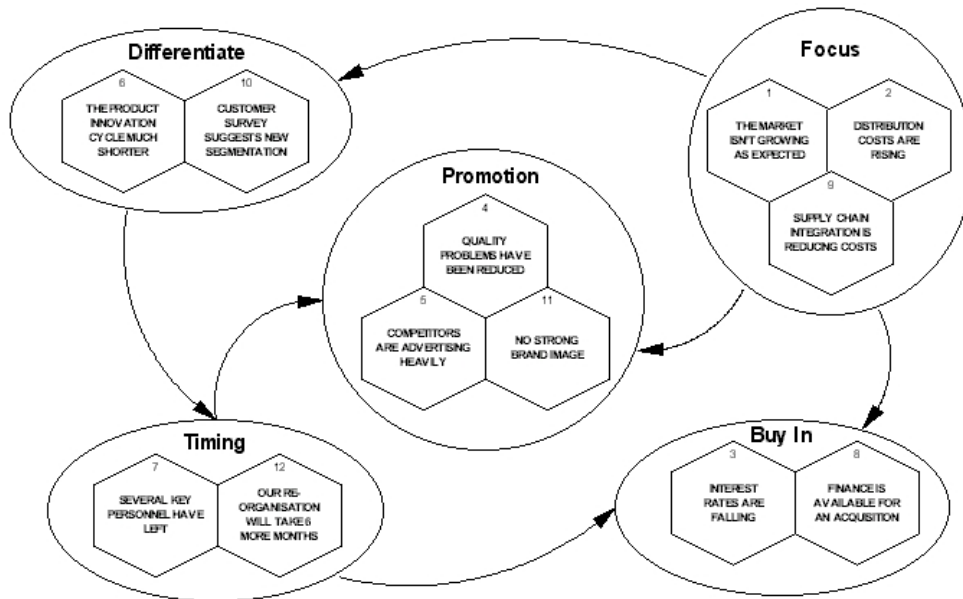 Differentiate
6
THE PRODUCT
INNOVATION
CYCLE MUCH
SHORTER
10
CUSTOMER
SURVEY
SUGGESTS NEW
SEGMENTATION
Focus
1
THE MARKET
ISN'T GROWING
AS EXPECTED
2
DISTRIBUTION
COSTS ARE
RISING
9
SUPPLY CHAIN
INTEGRATION IS
REDUCING COSTS
Promotion
4
QUALITY
PROBLEMS HAVE
BEEN REDUCED
5
COMPETITORS
ARE ADVERTISING
HEAVILY
11
NO STRONG
BRAND IMAGE
Timing
7
SEVERAL KEY
PERSONNEL HAVE
LEFT
12
OUR RE-
ORGANISATION
WILL TAKE 6
MORE MONTHS
Buy In
3
INTEREST
RATES ARE
FALLING
8
FINANCE IS
AVAILABLE FOR
AN ACQUISITION